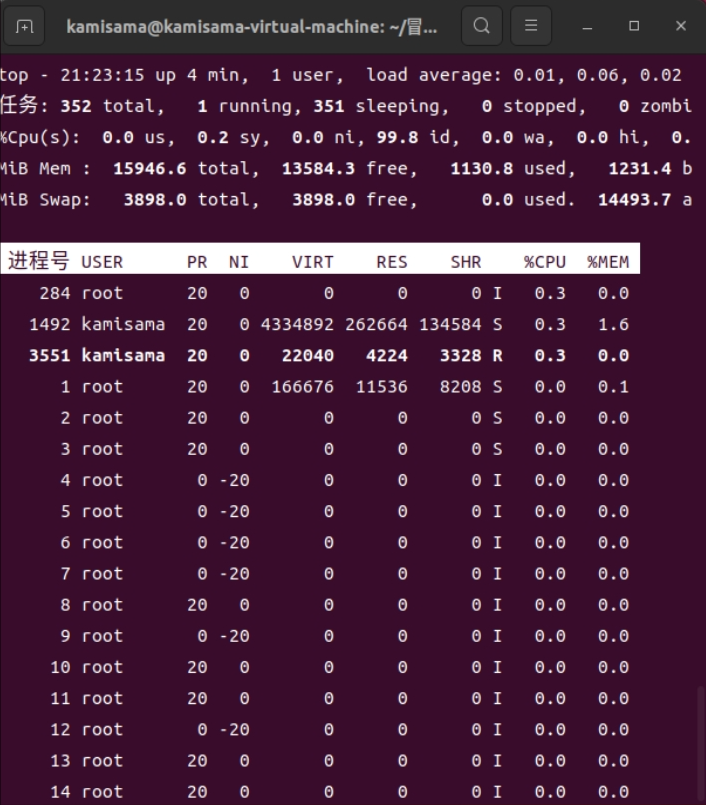 kamisama@kamisama-virtual-machine: ~/冒...
top - 21:23:15 up 4 min,  1 user,  load average: 0.01, 0.06, 0.02
任务: 352 total,   1 running, 351 sleeping,   0 stopped,   0 zombi
%Cpu(s):  0.0 us,  0.2 sy,  0.0 ni, 99.8 id,  0.0 wa,  0.0 hi,  0.
MiB Mem :  15946.6 total,  13584.3 free,   1130.8 used,   1231.4 b
MiB Swap:   3898.0 total,   3898.0 free,      0.0 used.  14493.7 a
进程号 USER      PR  NI    VIRT    RES    SHR    %CPU  %MEM
284 root      20   0       0      0      0 I   0.3   0.0
1492 kamisama  20   0 4334892 262664 134584 S   0.3   1.6
3551 kamisama  20   0   22040   4224   3328 R   0.3   0.0
1 root      20   0  166676  11536   8208 S   0.0   0.1
2 root      20   0       0      0      0 S   0.0   0.0
3 root      20   0       0      0      0 S   0.0   0.0
4 root       0 -20       0      0      0 I   0.0   0.0
5 root       0 -20       0      0      0 I   0.0   0.0
6 root       0 -20       0      0      0 I   0.0   0.0
7 root       0 -20       0      0      0 I   0.0   0.0
8 root      20   0       0      0      0 I   0.0   0.0
9 root       0 -20       0      0      0 I   0.0   0.0
10 root      20   0       0      0      0 I   0.0   0.0
11 root      20   0       0      0      0 I   0.0   0.0
12 root       0 -20       0      0      0 I   0.0   0.0
13 root      20   0       0      0      0 I   0.0   0.0
14 root      20   0       0      0      0 I   0.0   0.0